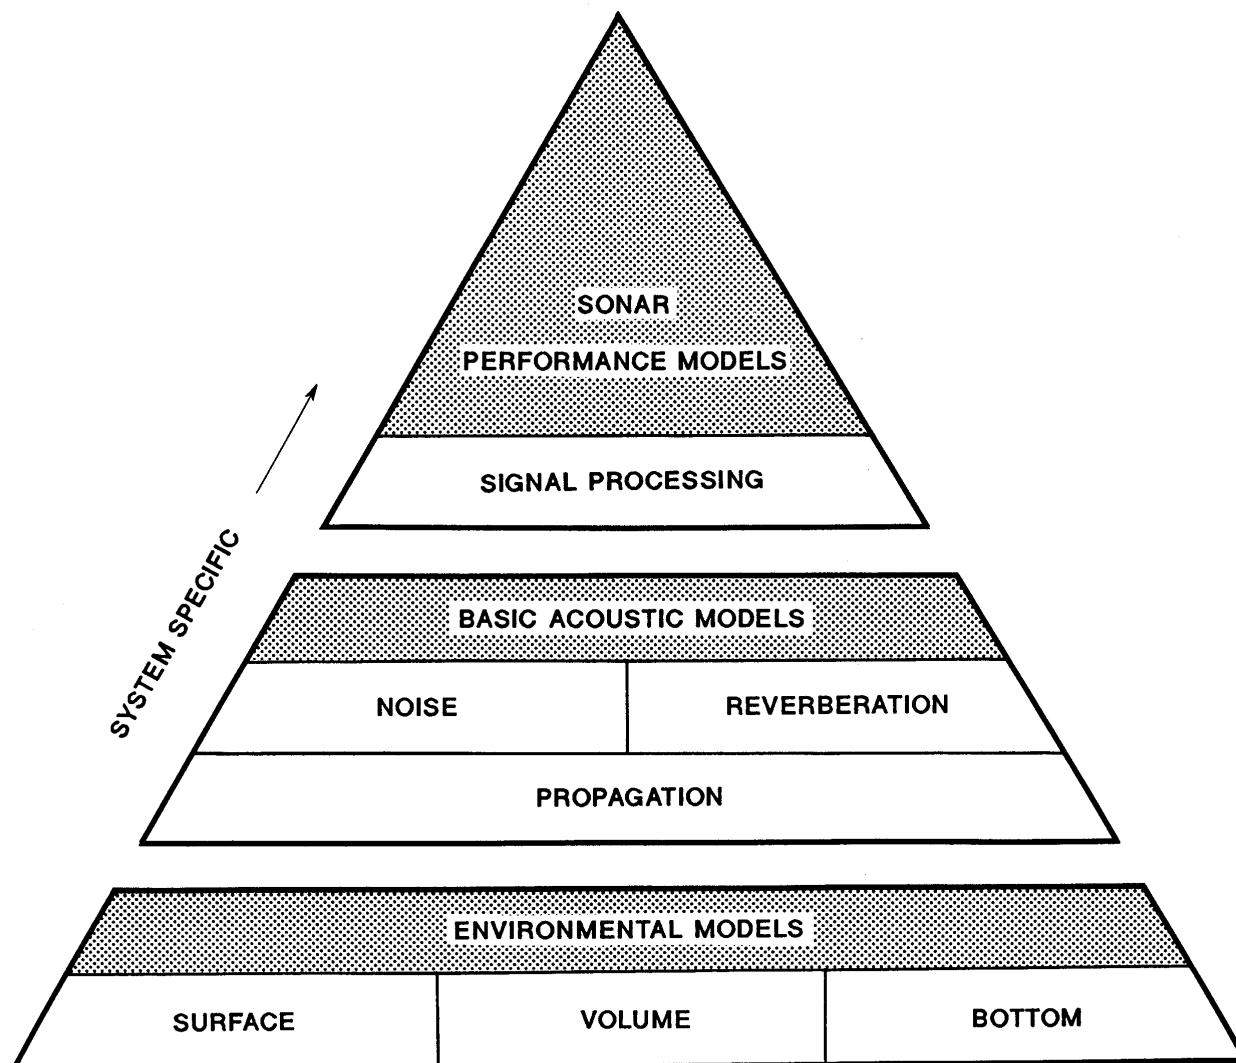 SONAR
PERFORMANCE MODELS
SIGNAL PROCESSING
SYSTEM SPECIFIC
BASIC ACOUSTIC MODELS
NOISE
REVERBERATION
PROPAGATION
ENVIRONMENTAL MODELS
SURFACE
VOLUME
BOTTOM